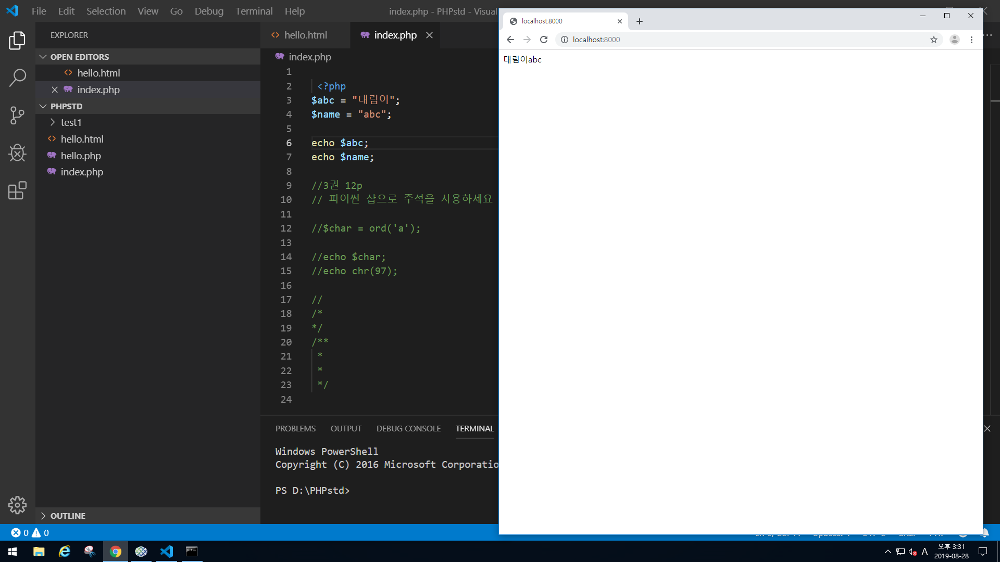 File Edit Selection View Go Debug Terminal Help
index.php - PHPstd - Visual
EXPLORER
OPEN EDITORS
hello.html
index.php
PHPSTD
test1
hello.html
hello.php
index.php
OUTLINE
hello.html index.php
index.php
1
2 <?php
3 $abc = "대림이";
4 $name = "abc";
5
6 echo $abc;
7 echo $name;
8
9 //3권 12p
10 // 파이썬 샵으로 주석을 사용하세요
11
12 //$char = ord('a');
13
14 //echo $char;
15 //echo chr(97);
16
17 //
18 /*
19 */
20 /**
21 *
22 *
23 */
24
PROBLEMS OUTPUT DEBUG CONSOLE TERMINAL
Windows PowerShell
Copyright (C) 2016 Microsoft Corporatio
PS D:\PHPstd>
localhost:8000
localhost:8000
대림이abc
0 0
A
오후 3:31
2019-08-28